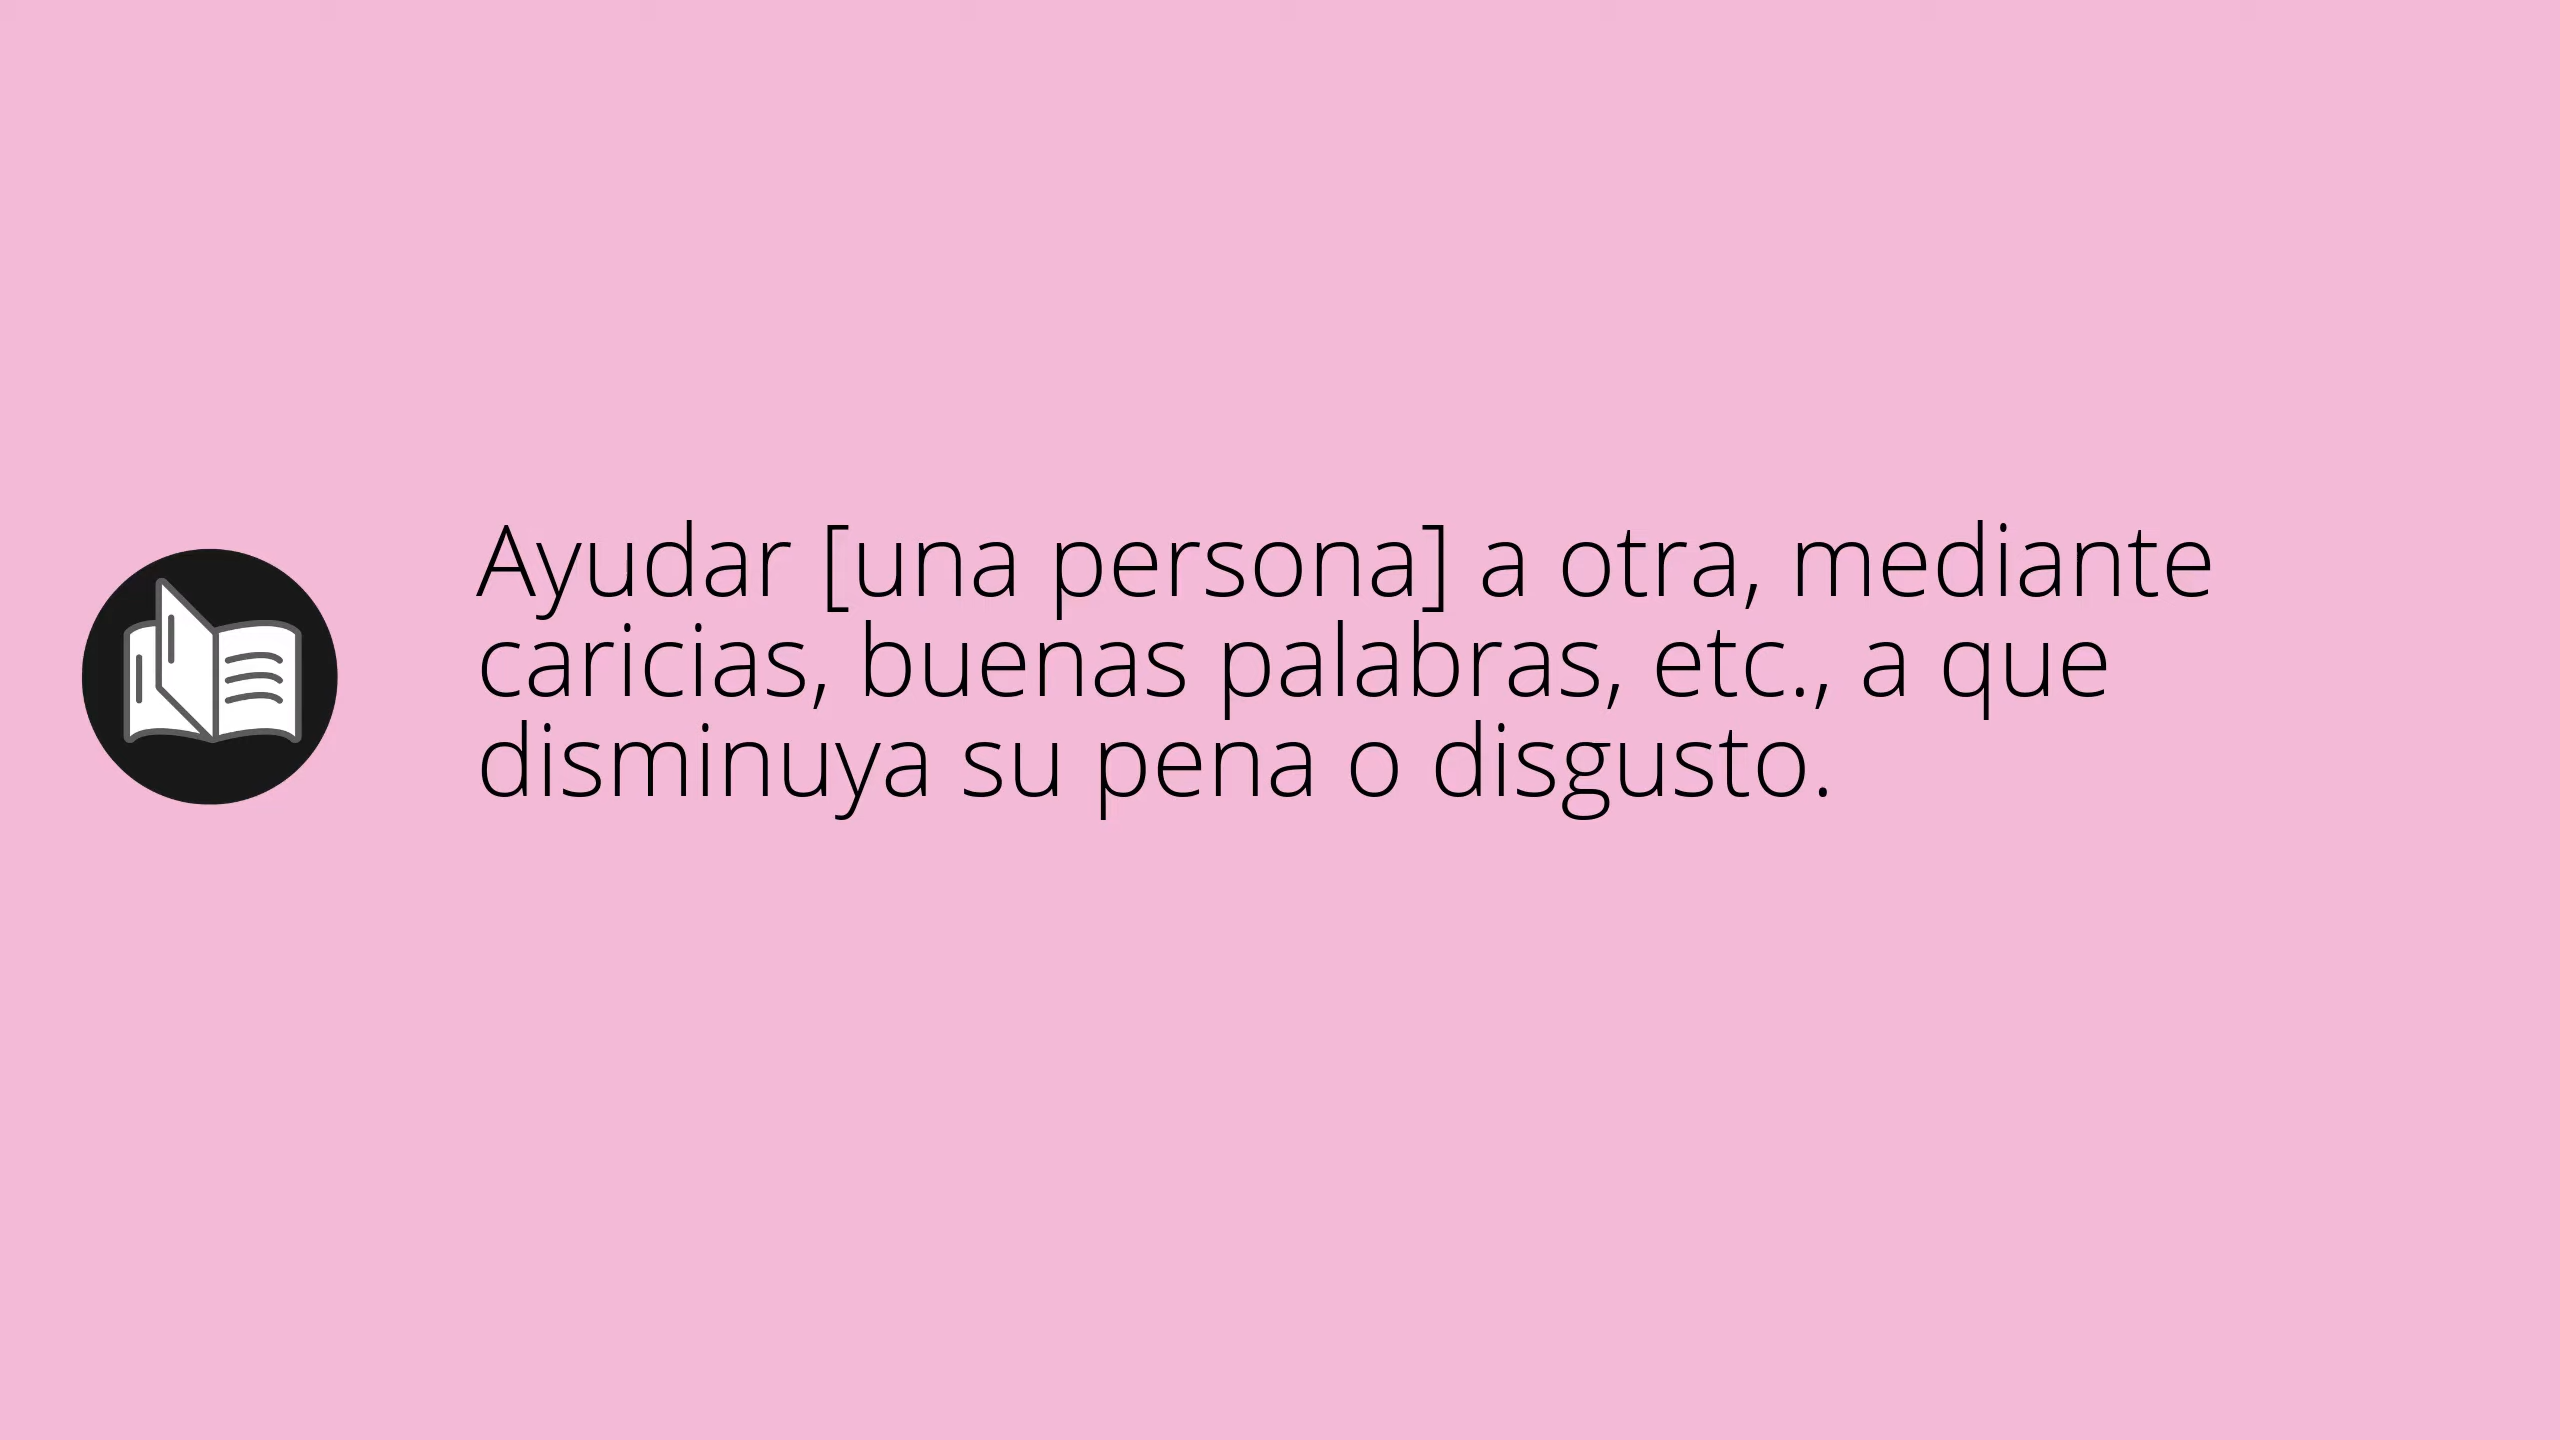 Ayudar [una persona] a otra, mediante
caricias, buenas palabras, etc., a que
disminuya su pena o disgusto.